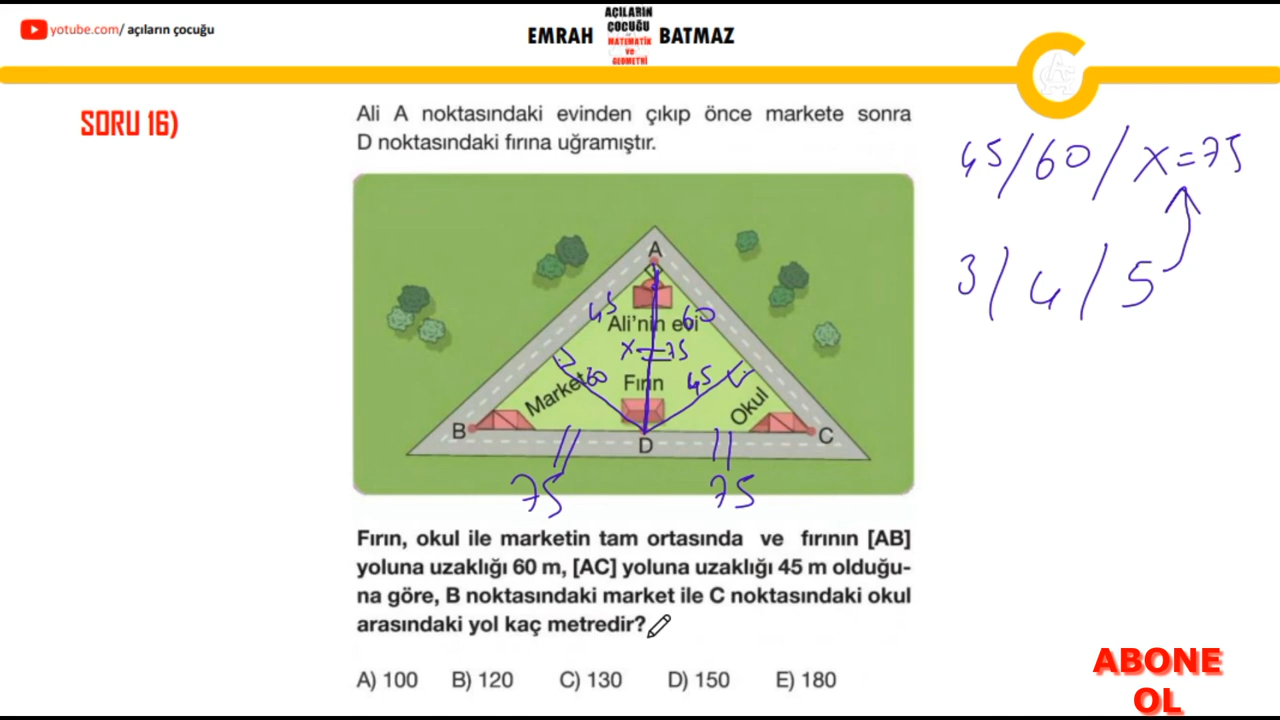 yotube.com/ açıların çocuğu
EMRAH
AÇILARIN
ÇOCUĞU
MATEMATİK
ve
GEOMETRİ
BATMAZ
SORU 16)
Ali A noktasındaki evinden çıkıp önce markete sonra
D noktasındaki fırına uğramıştır.
45/60/x=75
3/4/5
A
45
60
Ali'nin evi
x=75
60
Fırın
45
Market
Okul
B
D
C
75
75
Fırın, okul ile marketin tam ortasında ve fırının [AB]
yoluna uzaklığı 60 m, [AC] yoluna uzaklığı 45 m olduğu-
na göre, B noktasındaki market ile C noktasındaki okul
arasındaki yol kaç metredir?
A) 100 B) 120 C) 130 D) 150 E) 180
ABONE
OL